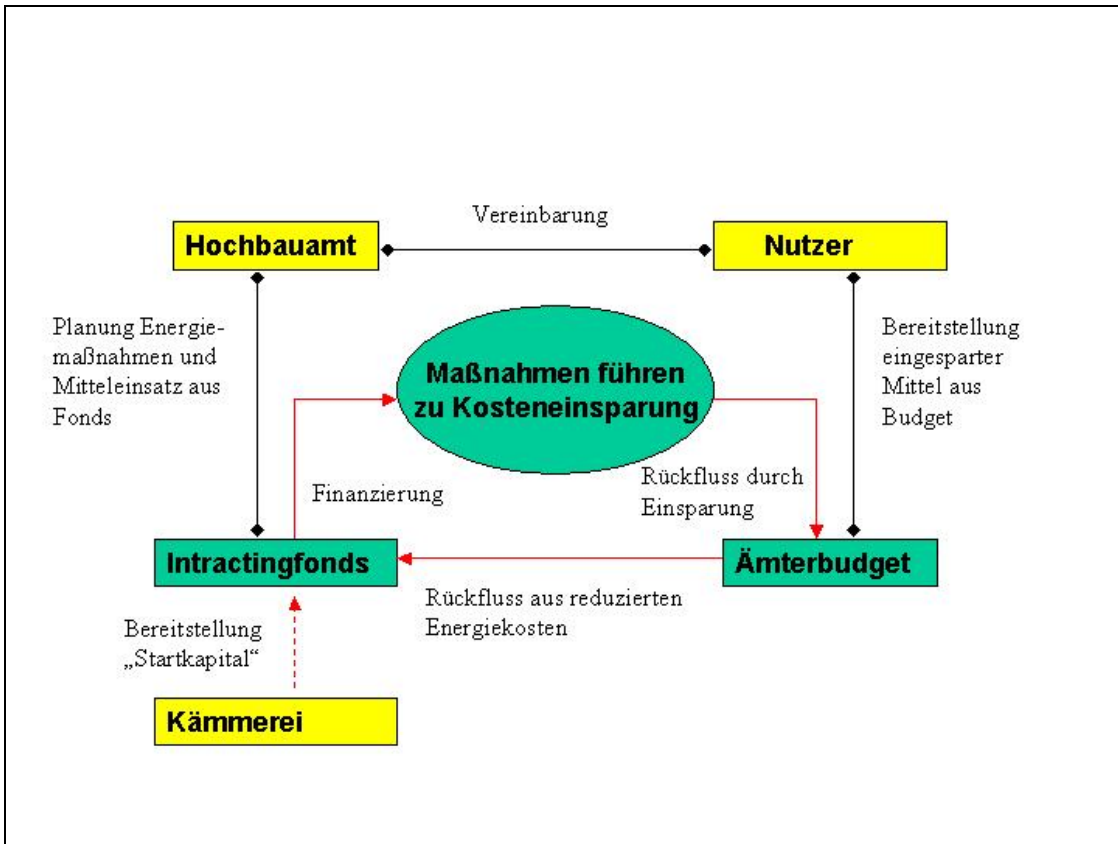 Vereinbarung
Hochbauamt
Nutzer
Planung Energie-
maßnahmen und
Mitteleinsatz aus
Fonds
Maßnahmen führen
zu Kosteneinsparung
Bereitstellung
eingesparter
Mittel aus
Budget
Finanzierung
Rückfluss durch
Einsparung
Intractingfonds
Ämterbudget
Rückfluss aus reduzierten
Energiekosten
Bereitstellung
„Startkapital“
Kämmerei